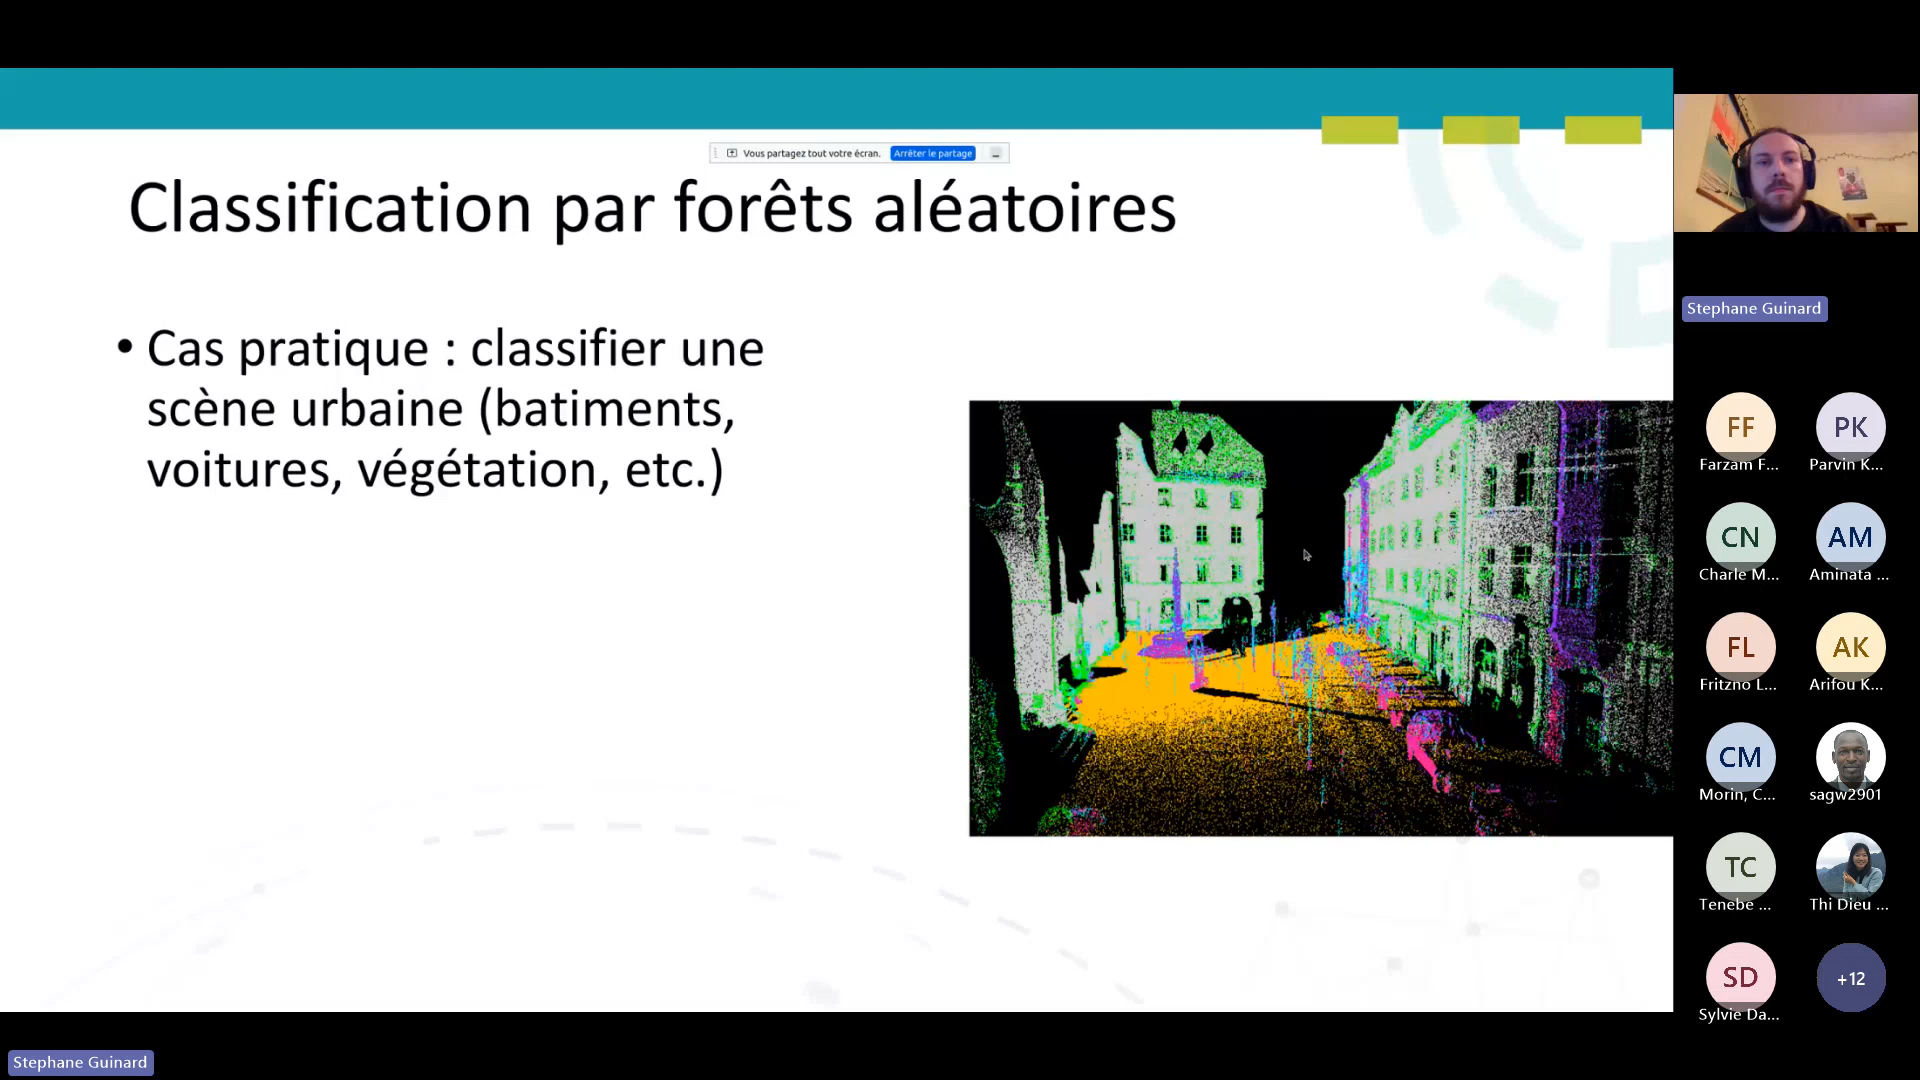 Vous partagez tout votre écran. Arrêter le partage
Classification par forêts aléatoires
• Cas pratique : classifier une
scène urbaine (batiments,
voitures, végétation, etc.)
Stephane Guinard
FF PK
Farzam F... Parvin K...
CN AM
Charle M... Aminata ...
FL AK
Fritzno L... Arifou K...
CM
Morin, C... sagw2901
TC
Tenebe ... Thi Dieu ...
SD +12
Sylvie Da...
Stephane Guinard